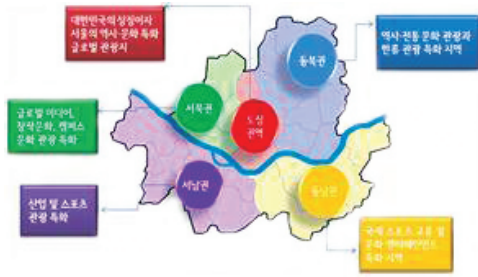 대한민국의 상징이자
서울의 역사·문화 특화
글로벌 관광지
동북권
역사·전통 문화 관광과
한류 관광 특화 지역
글로벌 미디어,
창작문화, 캠퍼스
문화 관광 특화
서북권
도심
권역
산업 및 스포츠
관광 특화
서남권
동남권
국제 스포츠 교류 및
문화 엔터테인먼트
특화 지역